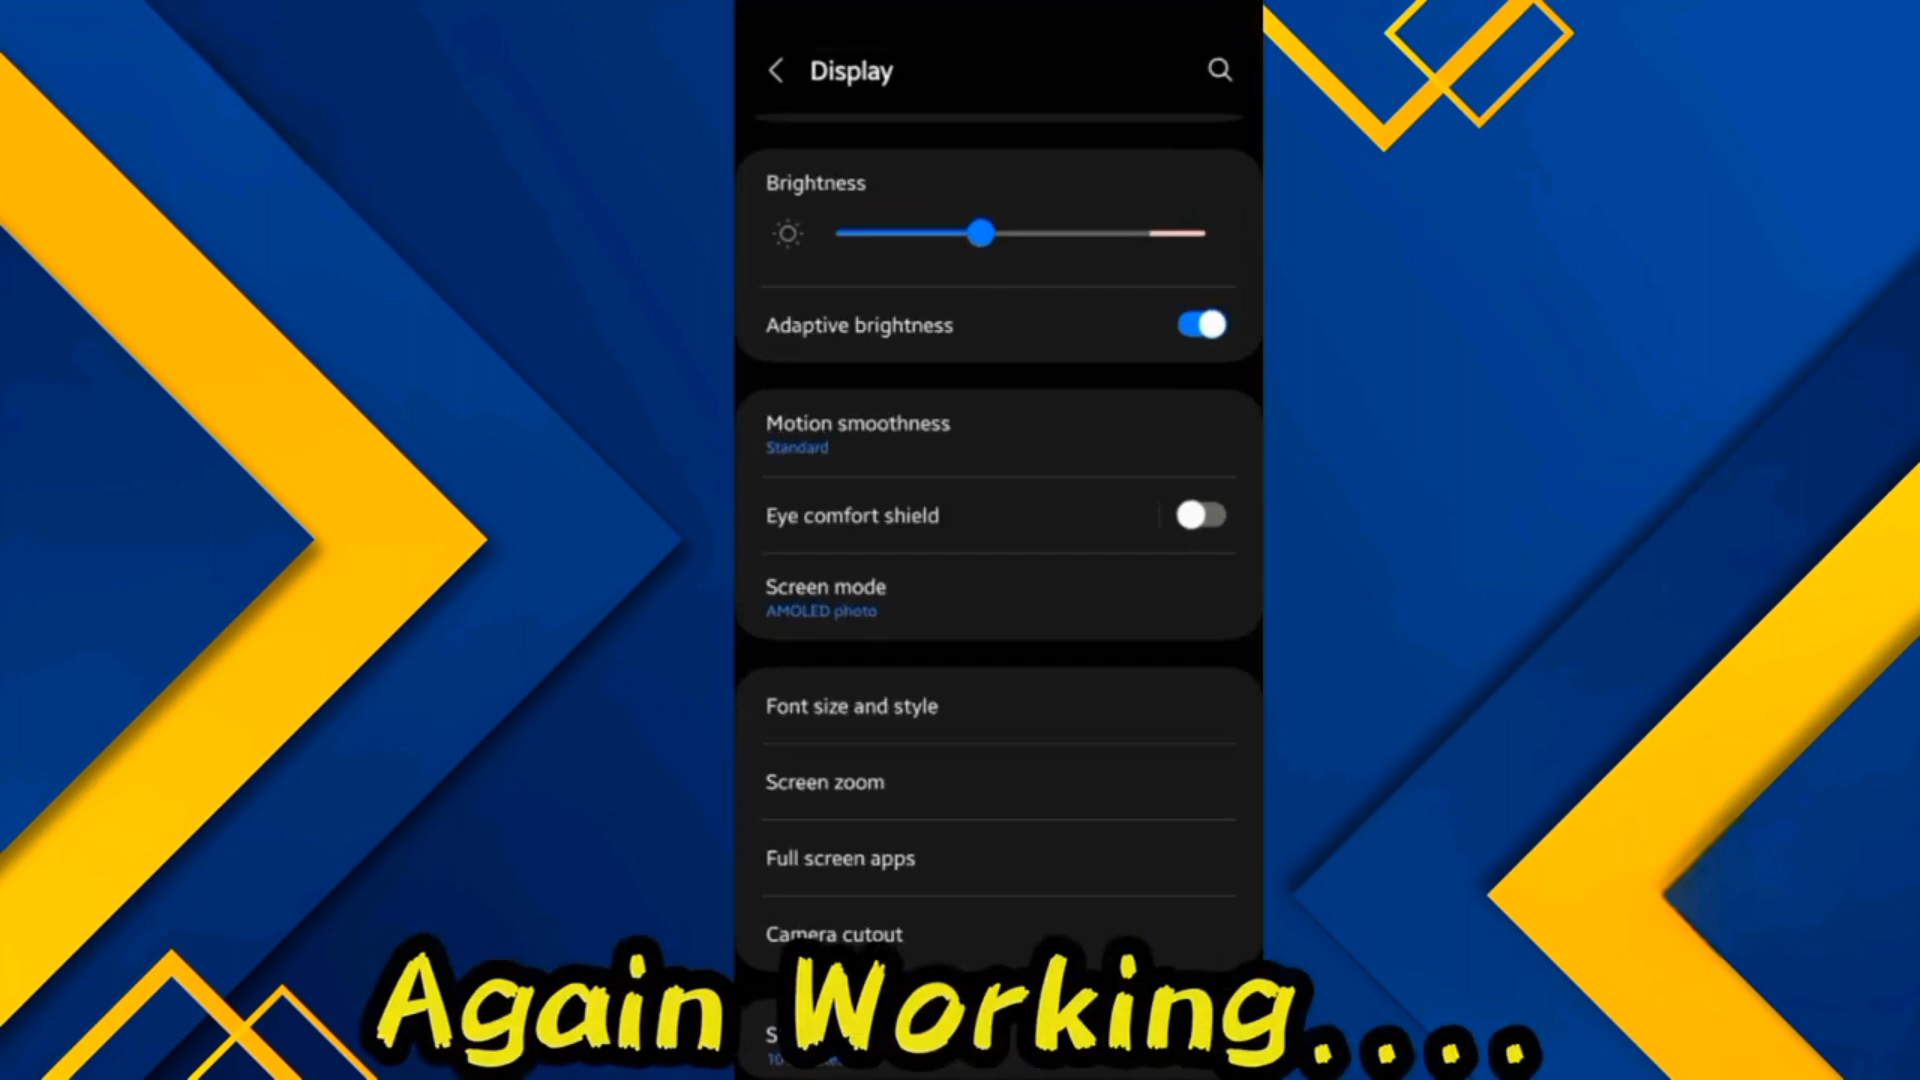 Display
Brightness
Adaptive brightness
Motion smoothness
Standard
Eye comfort shield
Screen mode
AMOLED photo
Font size and style
Screen zoom
Full screen apps
Camera cutout
Again Working....